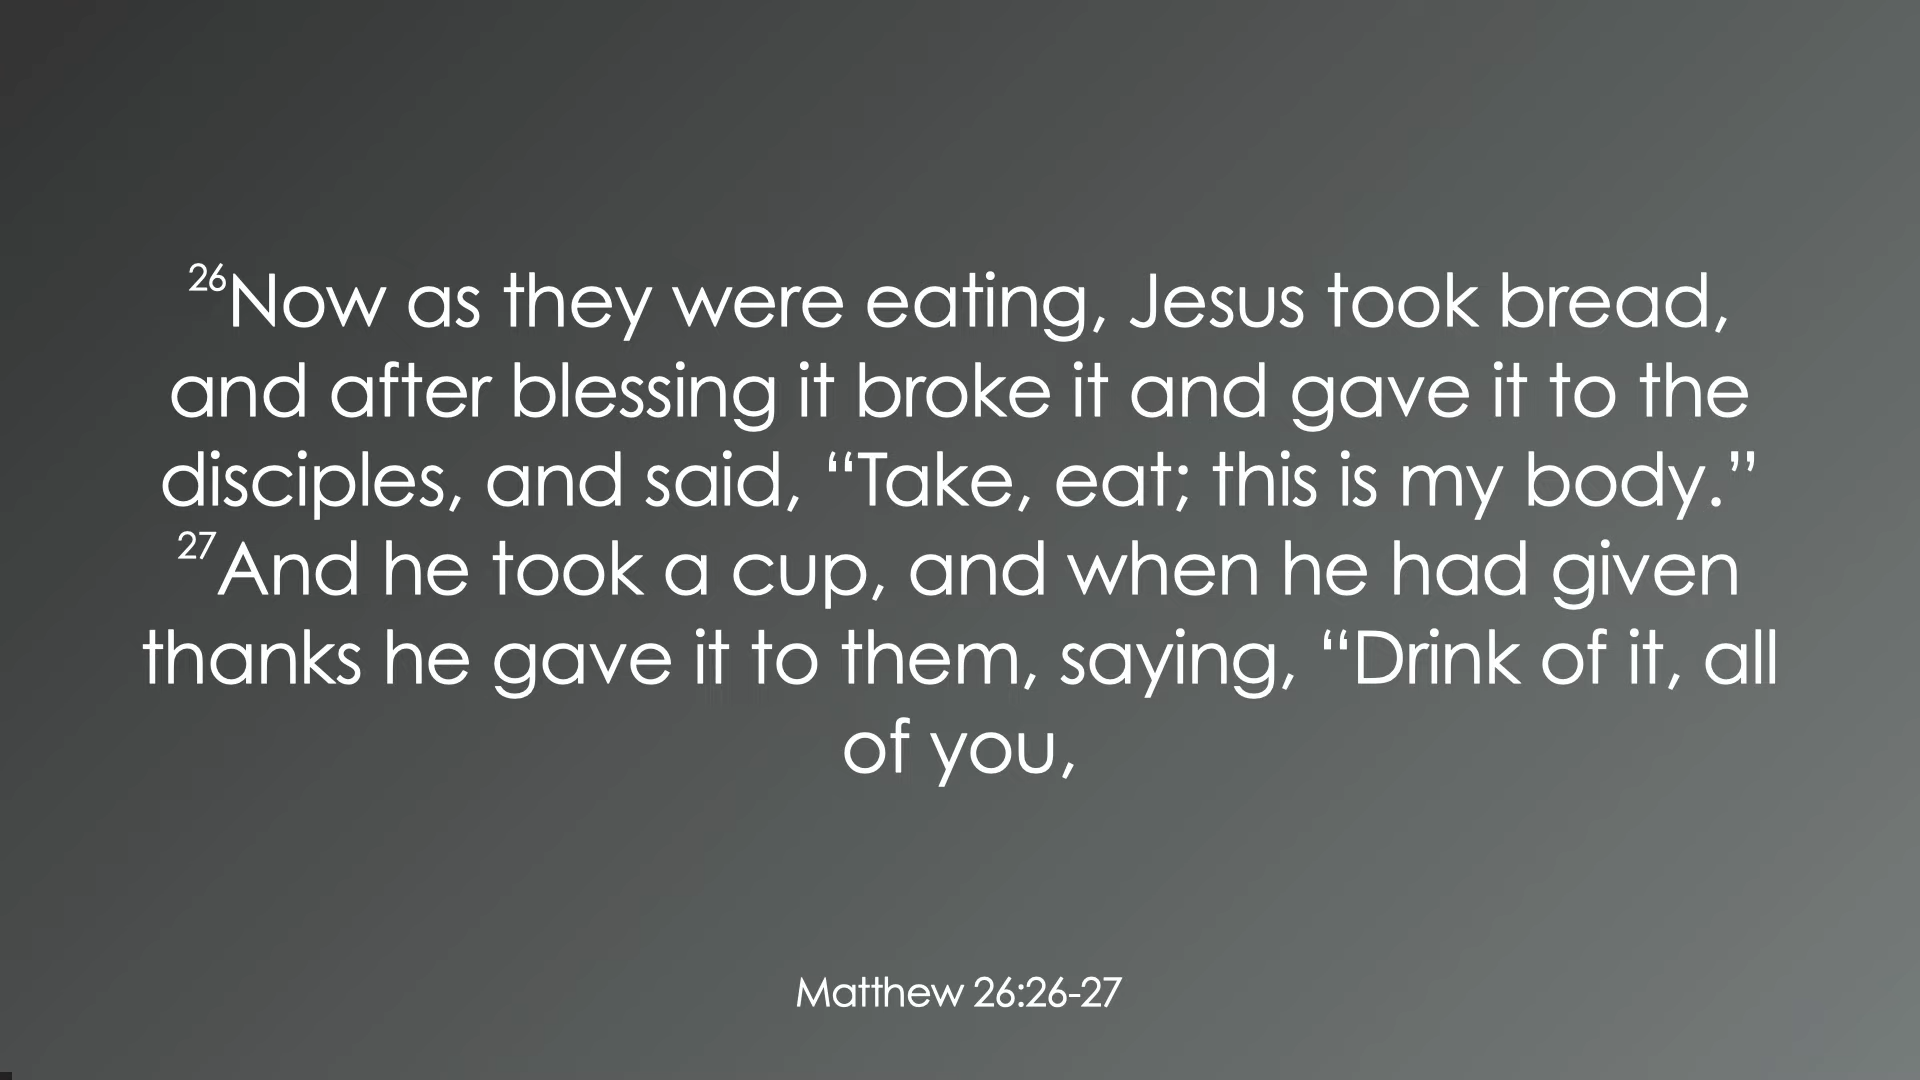 26Now as they were eating, Jesus took bread,
and after blessing it broke it and gave it to the
disciples, and said, “Take, eat; this is my body.”
27And he took a cup, and when he had given
thanks he gave it to them, saying, “Drink of it, all
of you,
Matthew 26:26-27